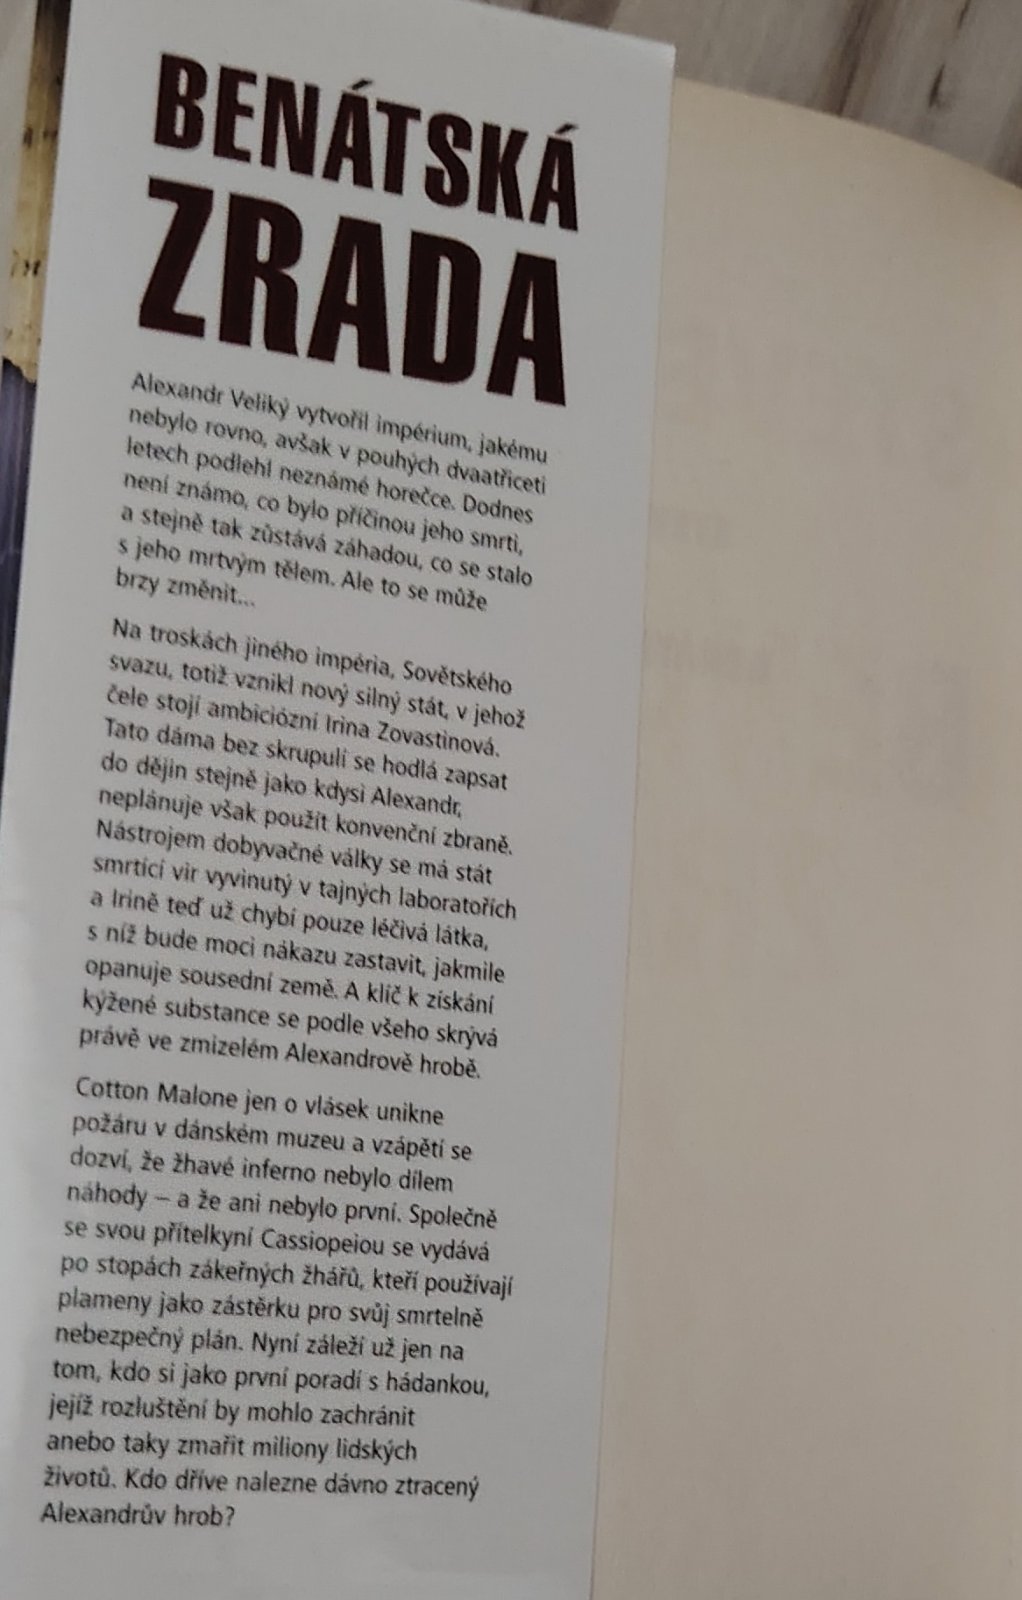 BENÁTSKÁ
ZRADA
Alexandr Veliký vytvořil impérium, jakému
nebylo rovno, avšak v pouhých dvaatřiceti
letech podlehl neznámé horečce. Dodnes
není známo, co bylo příčinou jeho smrti,
a stejně tak zůstává záhadou, co se stalo
s jeho mrtvým tělem. Ale to se může
brzy změnit...
Na troskách jiného impéria, Sovětského
svazu, totiž vznikl nový silný stát, v jehož
čele stojí ambiciózní Irina Zovastinová.
Tato dáma bez skrupulí se hodlá zapsat
do dějin stejně jako kdysi Alexandr,
neplánuje však použít konvenční zbraně.
Nástrojem dobyvačné války se má stát
smrtící vir vyvinutý v tajných laboratořích
a Irině teď už chybí pouze léčivá látka,
s níž bude moci nákazu zastavit, jakmile
opanuje sousední země. A klíč k získání
kýžené substance se podle všeho skrývá
právě ve zmizelém Alexandrově hrobě.
Cotton Malone jen o vlásek unikne
požáru v dánském muzeu a vzápětí se
dozví, že žhavé inferno nebylo dílem
náhody – a že ani nebylo první. Společně
se svou přítelkyní Cassiopeiou se vydává
po stopách zákeřných žhářů, kteří používají
plameny jako zástěrku pro svůj smrtelně
nebezpečný plán. Nyní záleží už jen na
tom, kdo si jako první poradí s hádankou,
jejíž rozluštění by mohlo zachránit
anebo taky zmařit miliony lidských
životů. Kdo dříve nalezne dávno ztracený
Alexandrův hrob?